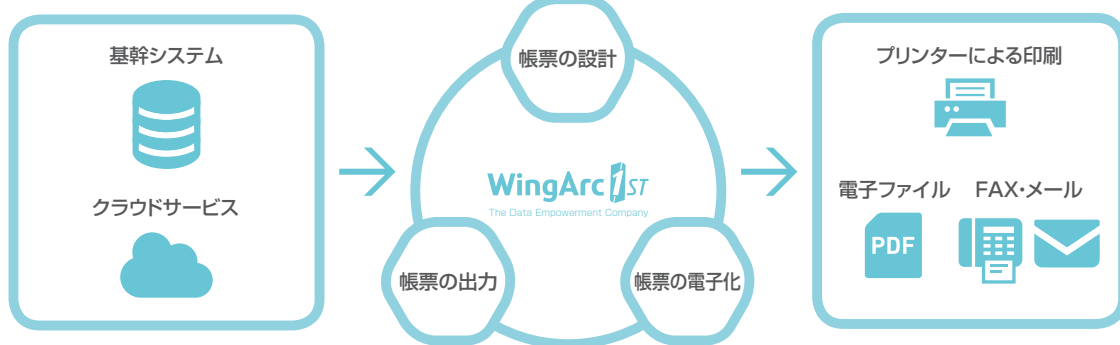 基幹システム
クラウドサービス
帳票の設計
WingArc1ST
The Data Empowerment Company
帳票の出力
帳票の電子化
プリンターによる印刷
電子ファイル
FAX・メール
PDF